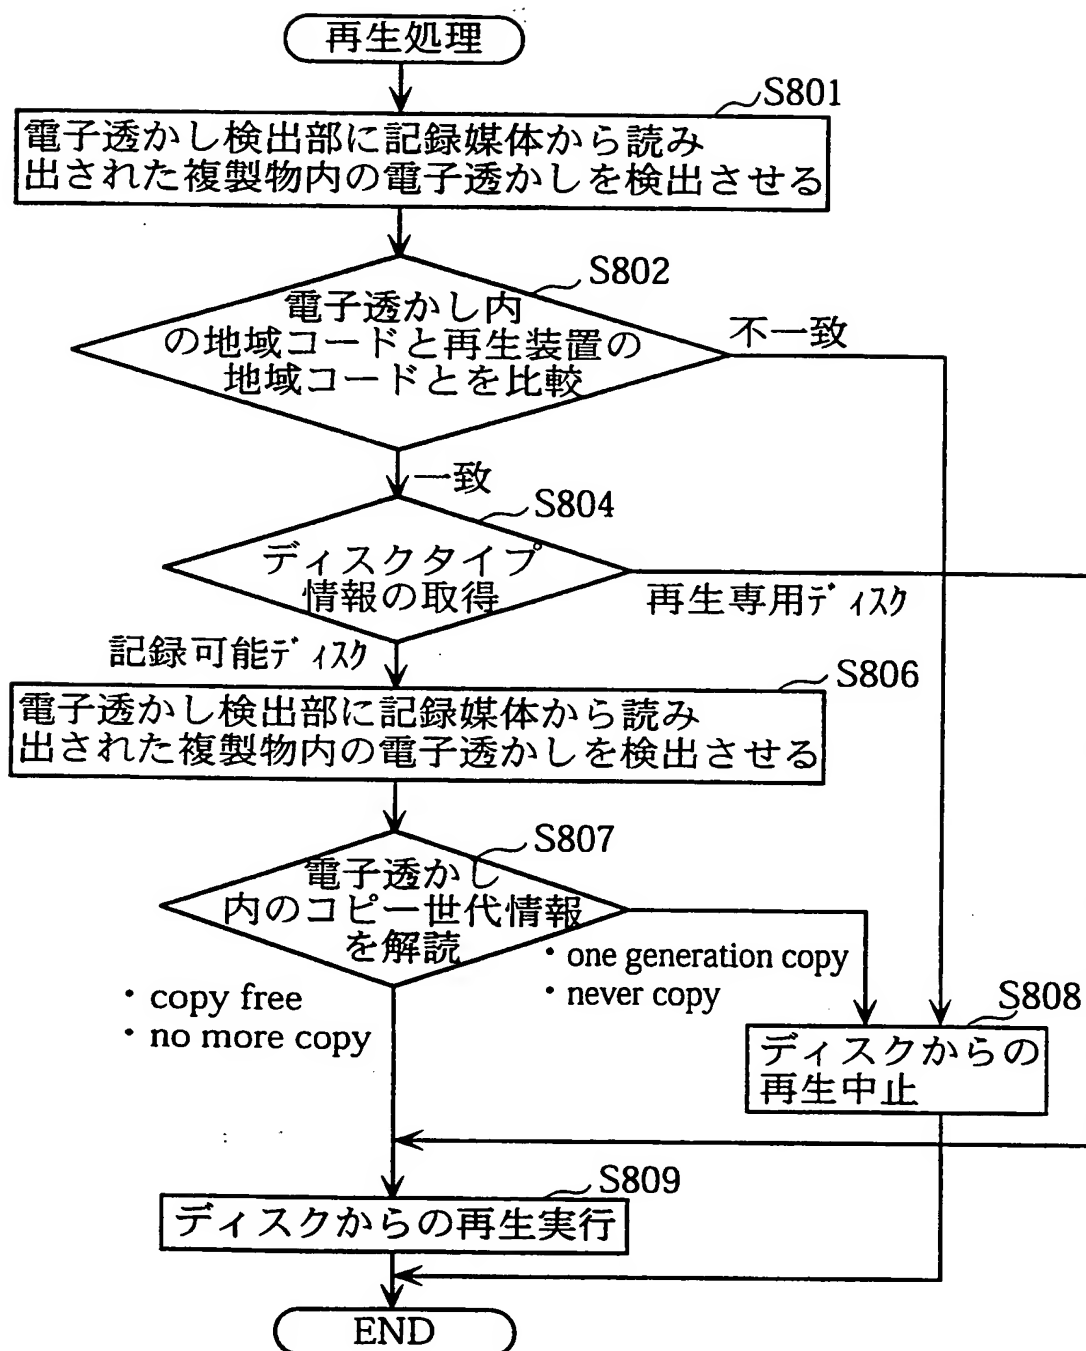 再生処理
S801
電子透かし検出部に記録媒体から読み
出された複製物内の電子透かしを検出させる
S802
電子透かし内
の地域コードと再生装置の
地域コードとを比較
不一致
一致
S804
ディスクタイプ
情報の取得
再生専用ディスク
記録可能ディスク
S806
電子透かし検出部に記録媒体から読み
出された複製物内の電子透かしを検出させる
S807
電子透かし
内のコピー世代情報
を解読
・one generation copy
・never copy
・copy free
・no more copy
S808
ディスクからの
再生中止
S809
ディスクからの再生実行
END